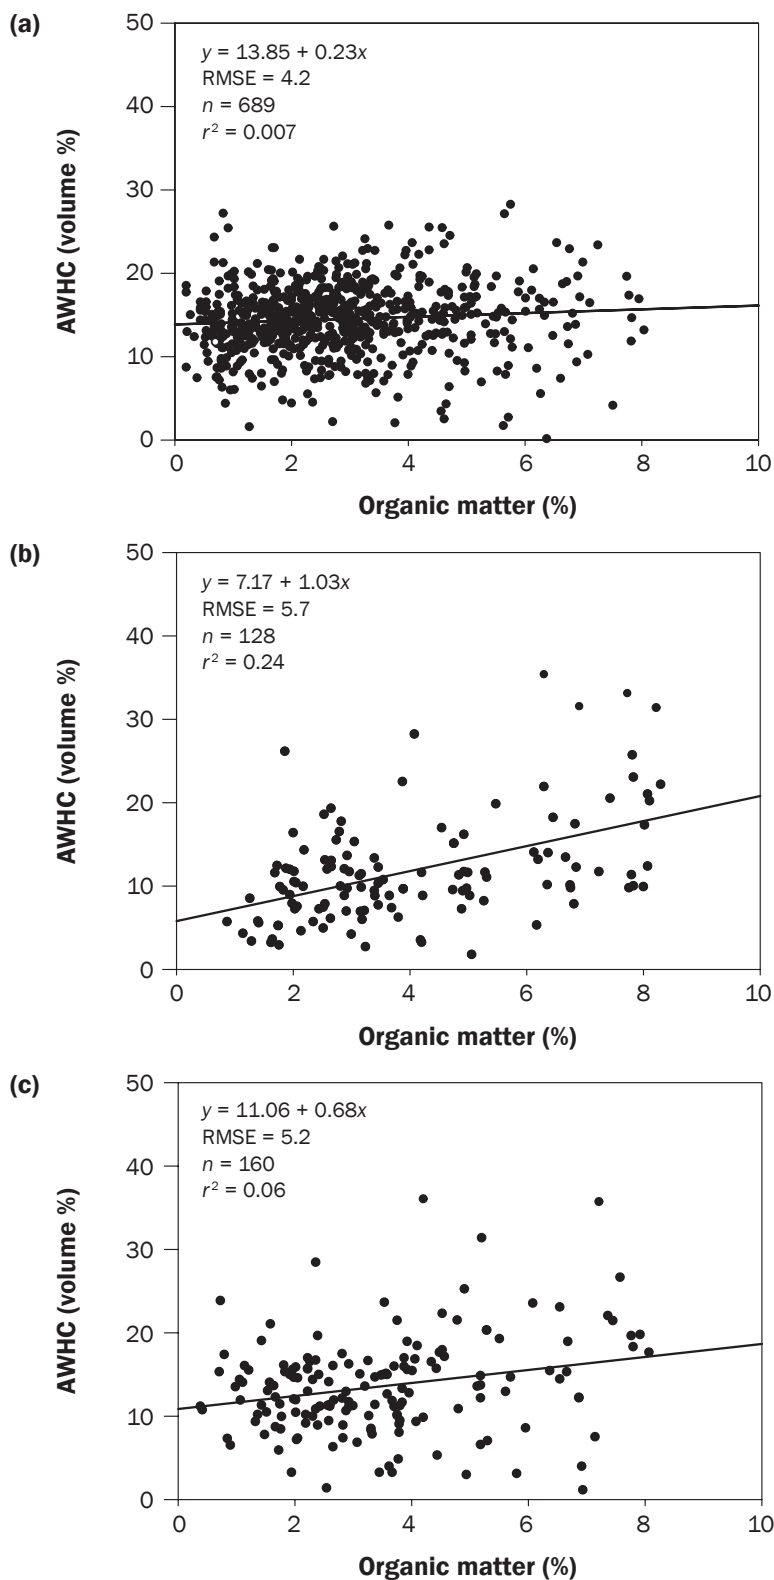 (a)
50
40
30
20
10
0
AWHC (volume %)
y = 13.85 + 0.23x
RMSE = 4.2
n = 689
r² = 0.007
0 2 4 6 8 10
Organic matter (%)
(b)
50
40
30
20
10
0
AWHC (volume %)
y = 7.17 + 1.03x
RMSE = 5.7
n = 128
r² = 0.24
0 2 4 6 8 10
Organic matter (%)
(c)
50
40
30
20
10
0
AWHC (volume %)
y = 11.06 + 0.68x
RMSE = 5.2
n = 160
r² = 0.06
0 2 4 6 8 10
Organic matter (%)